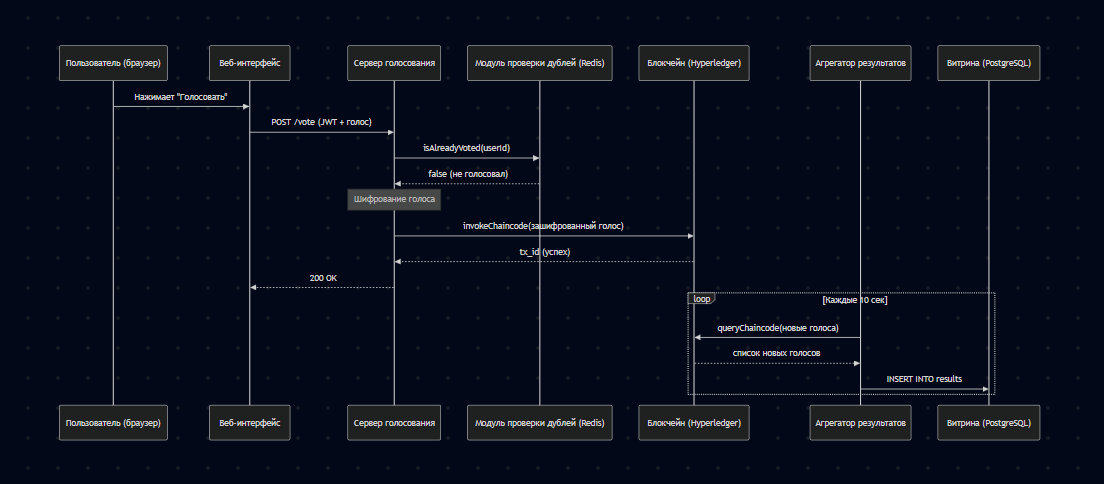 Пользователь (браузер)
Веб-интерфейс
Сервер голосования
Модуль проверки дублей (Redis)
Блокчейн (Hyperledger)
Агрегатор результатов
Витрина (PostgreSQL)
Нажимает "Голосовать"
POST /vote (JWT + голос)
isAlreadyVoted(userId)
false (не голосовал)
Шифрование голоса
invokeChaincode(зашифрованный голос)
tx_id (успех)
200 OK
loop
[Каждые 10 сек]
queryChaincode(новые голоса)
список новых голосов
INSERT INTO results
Пользователь (браузер)
Веб-интерфейс
Сервер голосования
Модуль проверки дублей (Redis)
Блокчейн (Hyperledger)
Агрегатор результатов
Витрина (PostgreSQL)